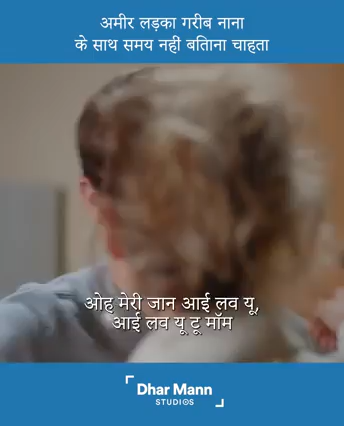 अमीर लड़का गरीब नाना
के साथ समय नहीं बिताना चाहता
ओह मेरी जान आई लव यू,
आई लव यू टू मॉम
Dhar Mann
STUDIOS